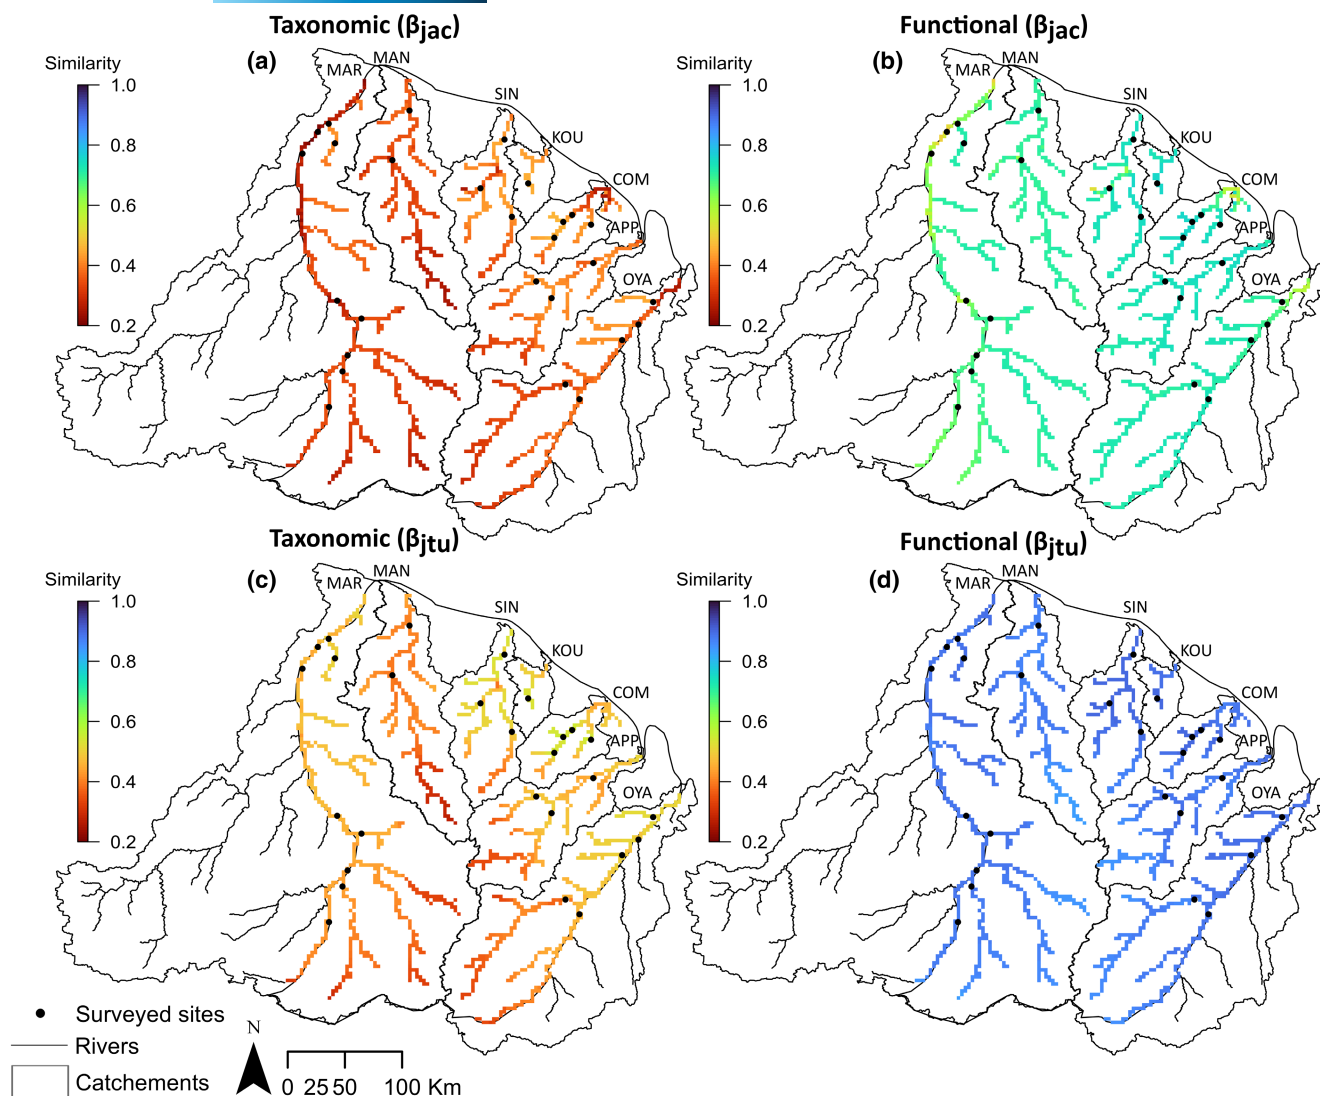 Taxonomic (βjac)
Functional (βjac)
Similarity
(a)
MAR
MAN
SIN
KOU
COM
APP
OYA
1.0
0.8
0.6
0.4
0.2
Similarity
(b)
MAR
MAN
SIN
KOU
COM
APP
OYA
1.0
0.8
0.6
0.4
0.2
Taxonomic (βjtu)
Functional (βjtu)
Similarity
(c)
MAR
MAN
SIN
KOU
COM
APP
OYA
1.0
0.8
0.6
0.4
0.2
Similarity
(d)
MAR
MAN
SIN
KOU
COM
APP
OYA
1.0
0.8
0.6
0.4
0.2
Surveyed sites
Rivers
Catchements
N
0 25 50 100 Km